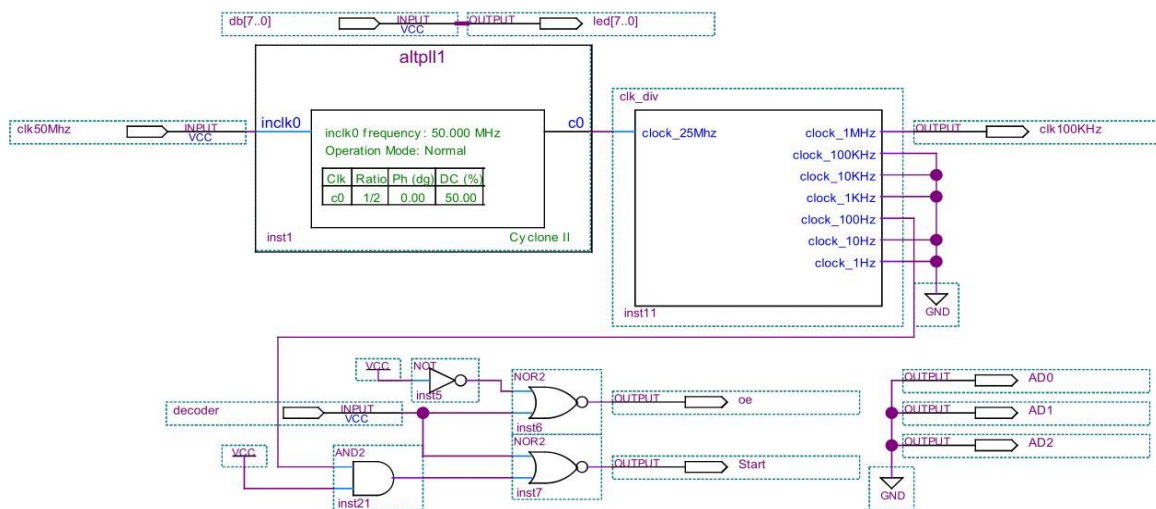 db[7..0] INPUT VCC OUTPUT led[7..0]
altpll1
clk50Mhz INPUT VCC
inclk0 c0
inclk0 frequency: 50.000 MHz
Operation Mode: Normal
Clk Ratio Ph (dg) DC (%)
c0 1/2 0.00 50.00
inst1 Cyclone II
clk_div
clock_25Mhz clock_1MHz OUTPUT clk100KHz
clock_100KHz
clock_10KHz
clock_1KHz
clock_100Hz
clock_10Hz
clock_1Hz
inst11 GND
VCC NOT
inst5
NOR2
OUTPUT oe
inst6
decoder INPUT VCC
VCC AND2
inst21
NOR2
OUTPUT Start
inst7
OUTPUT AD0
OUTPUT AD1
OUTPUT AD2
GND